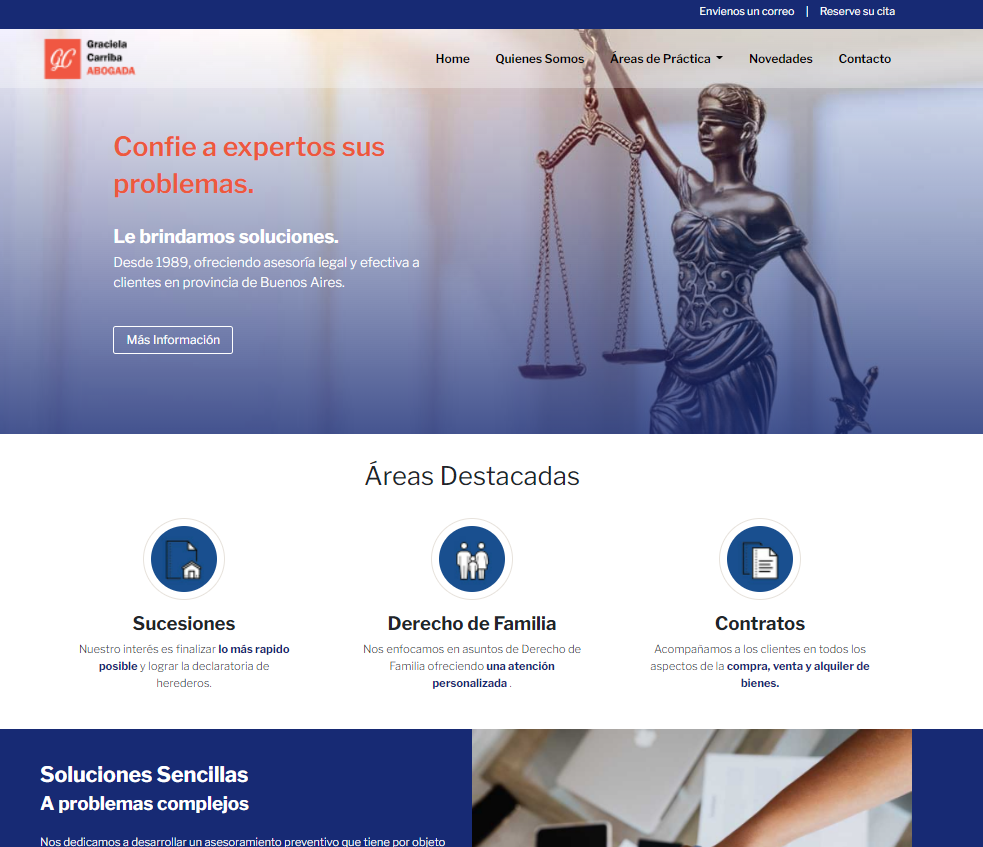 Envienos un correo | Reserve su cita
GC
Graciela
Carriba
ABOGADA
Home Quienes Somos Áreas de Práctica Novedades Contacto
Confie a expertos sus
problemas.
Le brindamos soluciones.
Desde 1989, ofreciendo asesoría legal y efectiva a
clientes en provincia de Buenos Aires.
Más Información
Áreas Destacadas
Sucesiones
Nuestro interés es finalizar lo más rapido
posible y lograr la declaratoria de
herederos.
Derecho de Familia
Nos enfocamos en asuntos de Derecho de
Familia ofreciendo una atención
personalizada .
Contratos
Acompañamos a los clientes en todos los
aspectos de la compra, venta y alquiler de
bienes.
Soluciones Sencillas
A problemas complejos
Nos dedicamos a desarrollar un asesoramiento preventivo que tiene por objeto